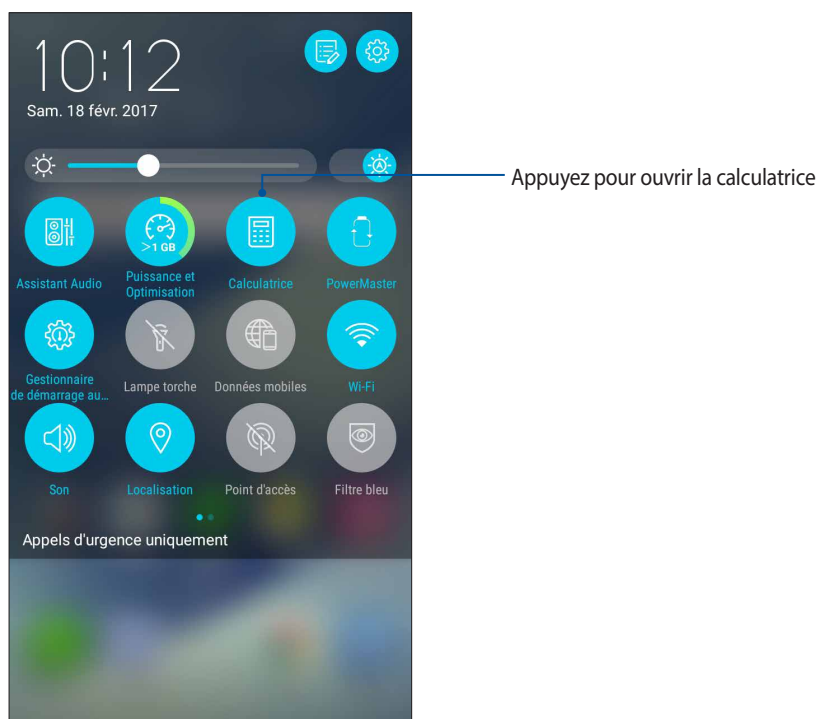 10:12
Sam. 18 févr. 2017
A
Appuyez pour ouvrir la calculatrice
>1 GB
Assistant Audio
Puissance et
Optimisation
Calculatrice
PowerMaster
Gestionnaire
de démarrage au...
Lampe torche
Données mobiles
Wi-Fi
Son
Localisation
Point d'accès
Filtre bleu
Appels d'urgence uniquement